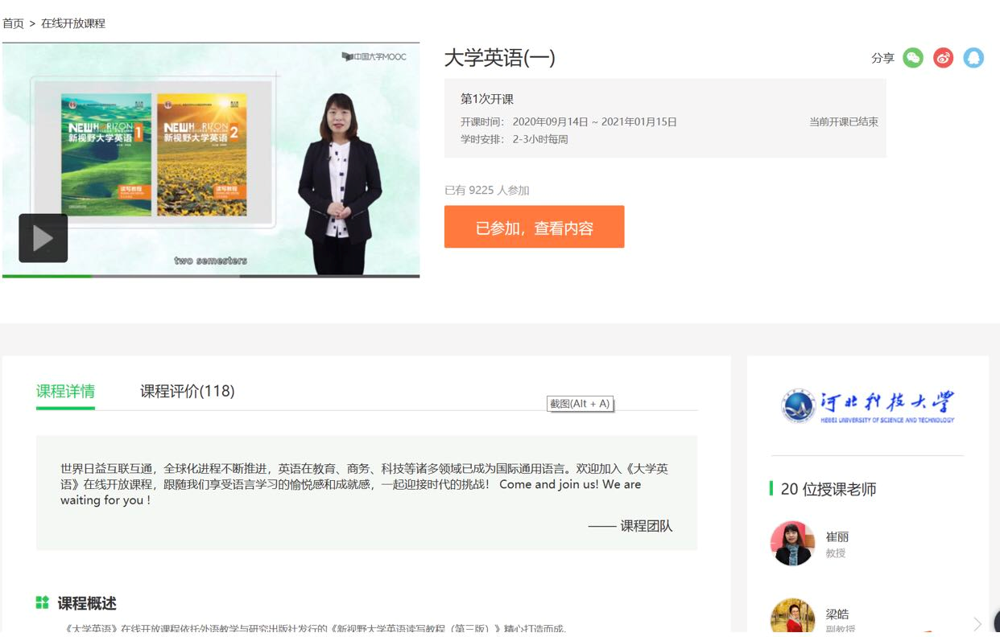 首页 > 在线开放课程
中国大学MOOC
NEW HORIZON
COLLEGE ENGLISH
新视野大学英语 1
读写教程
NEW HORIZON
COLLEGE ENGLISH
新视野大学英语 2
读写教程
two semesters
大学英语(一)
分享
第1次开课
开课时间： 2020年09月14日 ~ 2021年01月15日
当前开课已结束
学时安排： 2-3小时每周
已有 9225 人参加
已参加，查看内容
课程详情
课程评价(118)
截图(Alt + A)
世界日益互联互通，全球化进程不断推进，英语在教育、商务、科技等诸多领域已成为国际通用语言。欢迎加入《大学英
语》在线开放课程，跟随我们享受语言学习的愉悦感和成就感，一起迎接时代的挑战！ Come and join us! We are
waiting for you !
—— 课程团队
课程概述
《大学英语》在线开放课程依托外语教学与研究出版社发行的《新视野大学英语读写教程（第三版）》精心打造而成。
河北科技大学
HEBEI UNIVERSITY OF SCIENCE AND TECHNOLOGY
20 位授课老师
崔丽
教授
梁皓
副教授